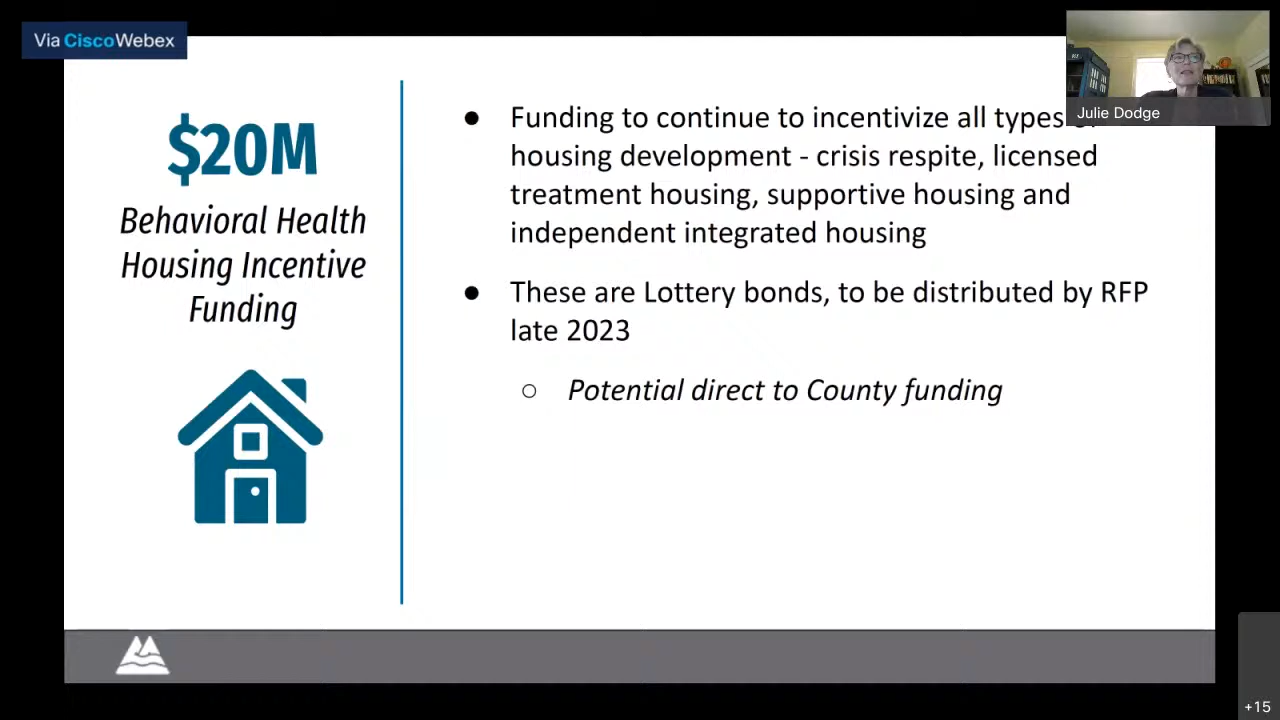 Via CiscoWebex
Julie Dodge
$20M
Behavioral Health
Housing Incentive
Funding
● Funding to continue to incentivize all types
housing development - crisis respite, licensed
treatment housing, supportive housing and
independent integrated housing
● These are Lottery bonds, to be distributed by RFP
late 2023
○ Potential direct to County funding
+15